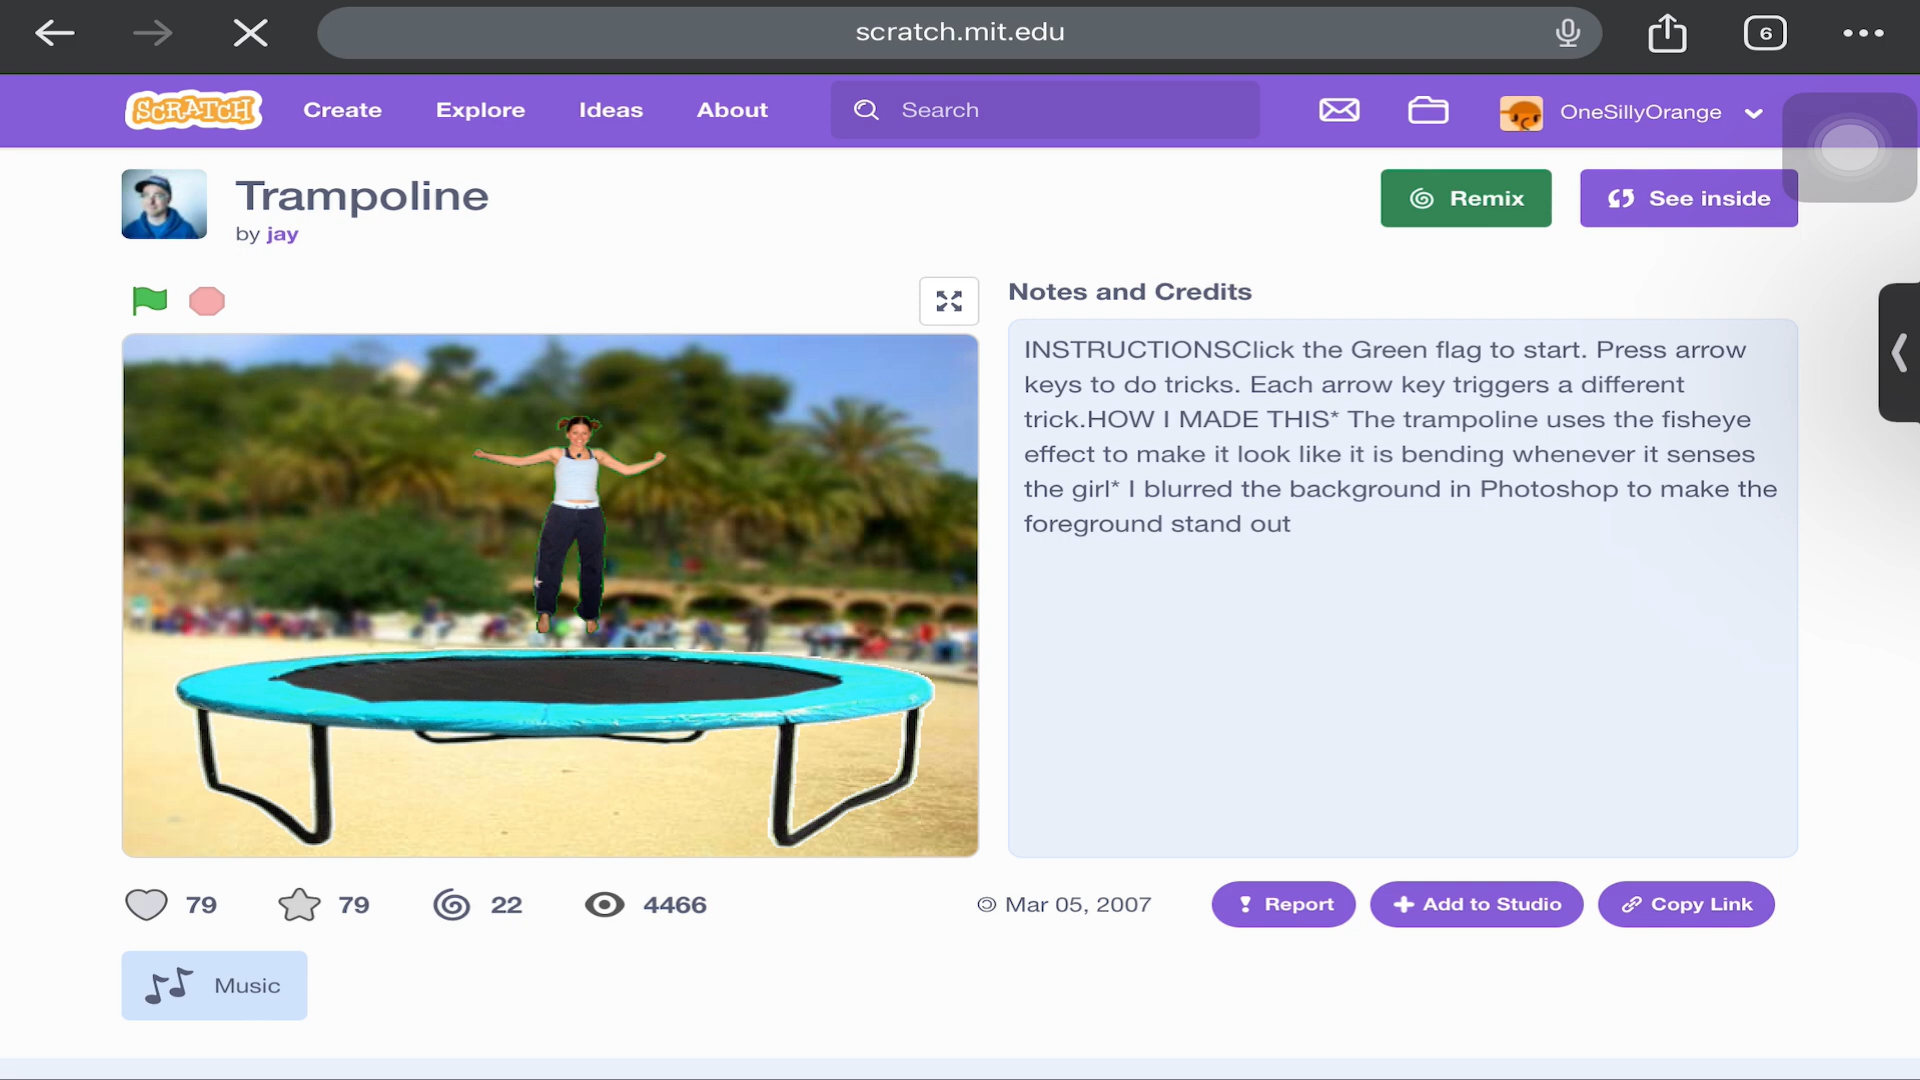 scratch.mit.edu
6
SCRATCH
Create
Explore
Ideas
About
Search
OneSillyOrange
Trampoline
by jay
Remix
See inside
Notes and Credits
INSTRUCTIONSClick the Green flag to start. Press arrow
keys to do tricks. Each arrow key triggers a different
trick.HOW I MADE THIS* The trampoline uses the fisheye
effect to make it look like it is bending whenever it senses
the girl* I blurred the background in Photoshop to make the
foreground stand out
79
79
22
4466
© Mar 05, 2007
Report
Add to Studio
Copy Link
Music